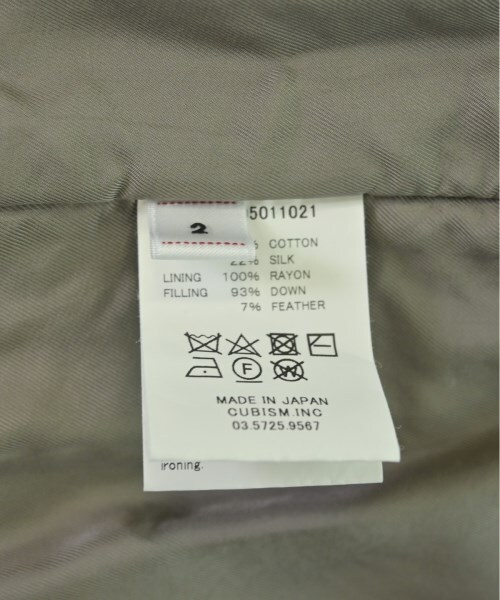 2
5011021
% COTTON
22% SILK
LINING 100% RAYON
FILLING 93% DOWN
7% FEATHER
F
W
MADE IN JAPAN
CUBISM.INC
03.5725.9567
ironing.